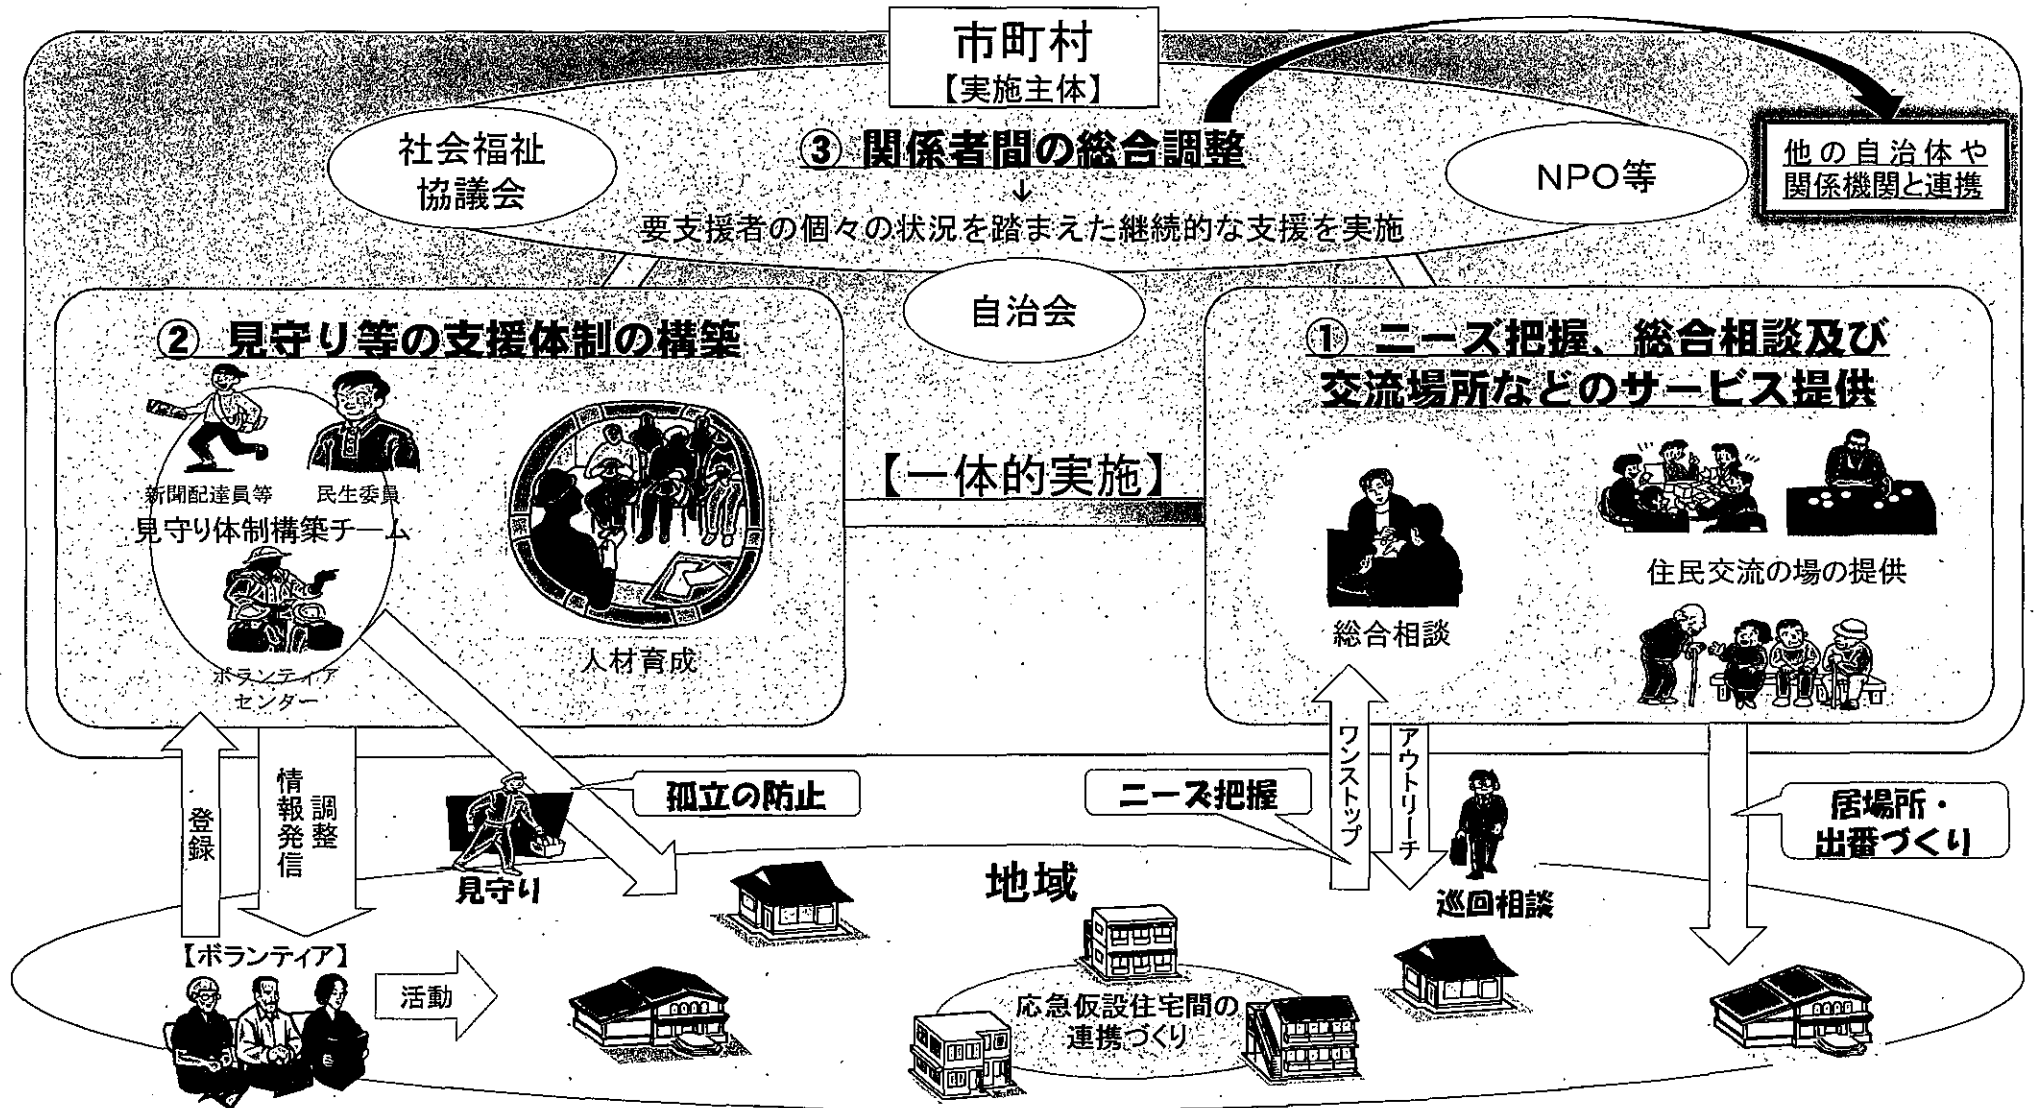 市町村
【実施主体】
③ 関係者間の総合調整
↓
要支援者の個々の状況を踏まえた継続的な支援を実施
社会福祉
協議会
NPO等
他の自治体や
関係機関と連携
自治会
② 見守り等の支援体制の構築
新聞配達員等
民生委員
見守り体制構築チーム
ボランティア
センター
人材育成
【一体的実施】
① ニーズ把握、総合相談及び
交流場所などのサービス提供
総合相談
住民交流の場の提供
登録
情報発信
調整
孤立の防止
見守り
ニーズ把握
ワンストップ
アウトリーチ
巡回相談
居場所・
出番づくり
地域
【ボランティア】
活動
応急仮設住宅間の
連携づくり